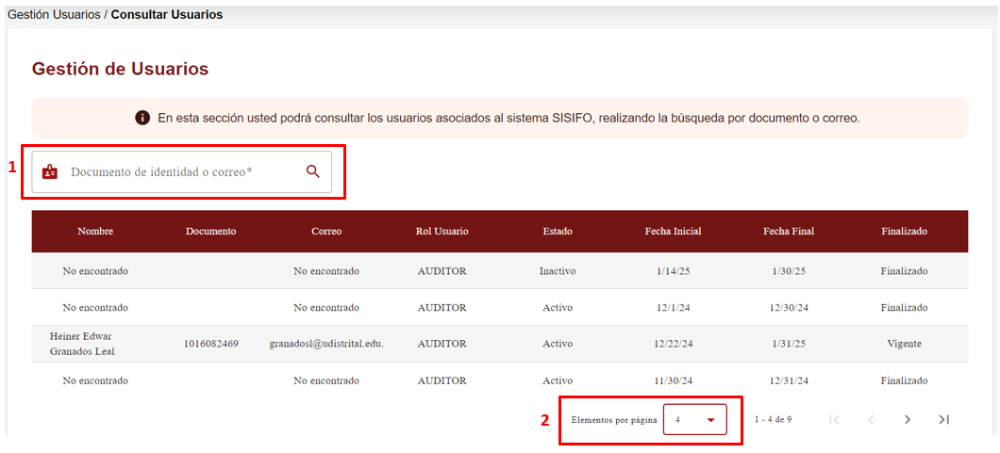 Gestión Usuarios / Consultar Usuarios
Gestión de Usuarios
En esta sección usted podrá consultar los usuarios asociados al sistema SISIFO, realizando la búsqueda por documento o correo.
1
Documento de identidad o correo*
Nombre Documento Correo Rol Usuario Estado Fecha Inicial Fecha Final Finalizado
No encontrado No encontrado AUDITOR Inactivo 1/14/25 1/30/25 Finalizado
No encontrado No encontrado AUDITOR Activo 12/1/24 12/30/24 Finalizado
Heiner Edwar
Granados Leal 1016082469 granadosl@udistrital.edu. AUDITOR Activo 12/22/24 1/31/25 Vigente
No encontrado No encontrado AUDITOR Activo 11/30/24 12/31/24 Finalizado
2 Elementos por página 4 1 - 4 de 9